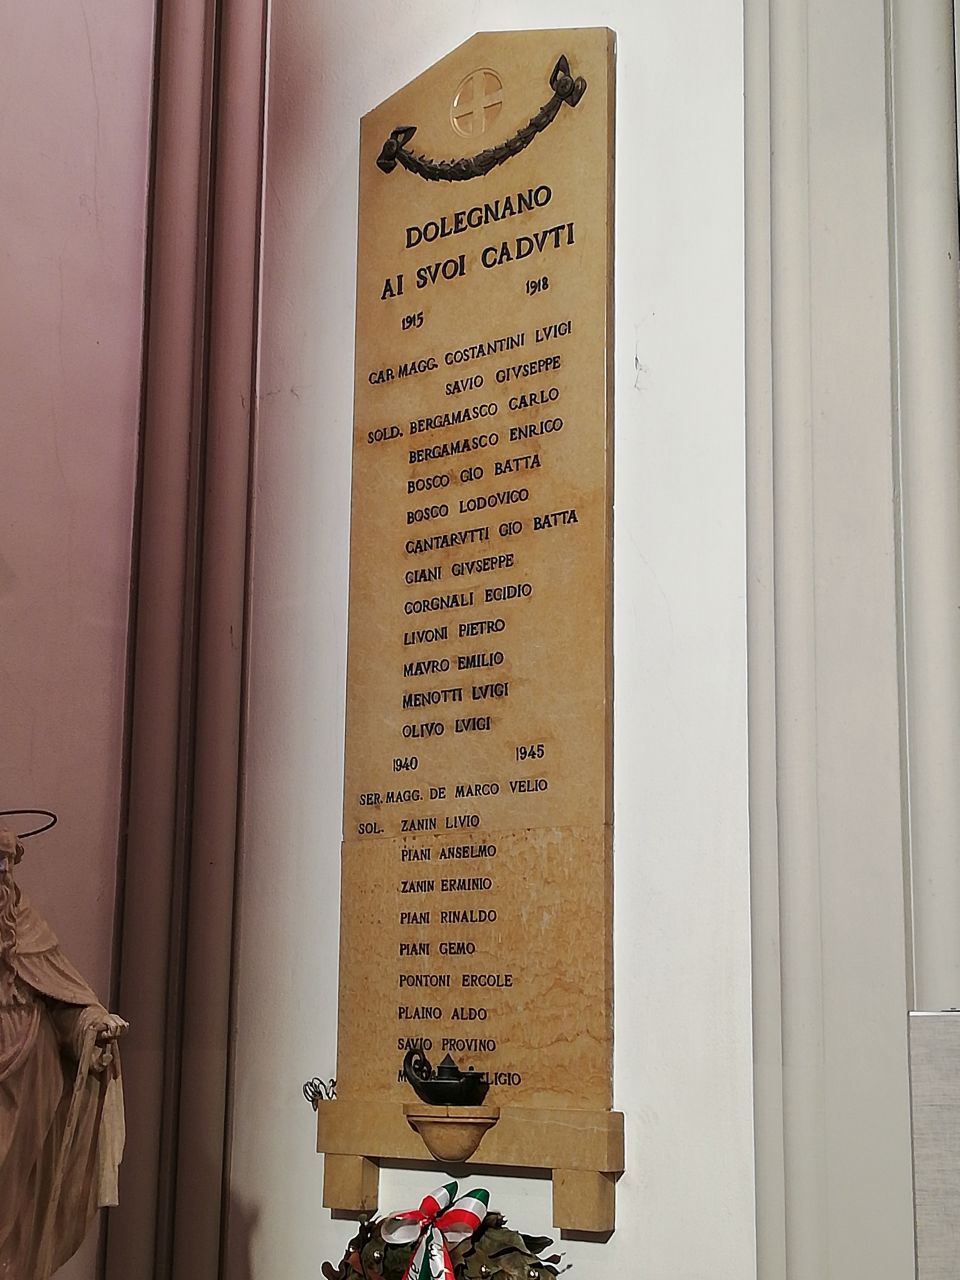 DOLEGNANO
AI SVOI CADVTI
1915 1918
CAP. MAGG. COSTANTINI LVIGI
SAVIO GIVSEPPE
SOLD. BERGAMASCO CARLO
BERGAMASCO ENRICO
BOSCO GIO BATTA
BOSCO LODOVICO
CANTARVTTI GIO BATTA
GIANI GIVSEPPE
GORGNALI EGIDIO
LIVONI PIETRO
MAVRO EMILIO
MENOTTI LVIGI
OLIVO LVIGI
1940 1945
SER. MAGG. DE MARCO VELIO
SOL. ZANIN LIVIO
PIANI ANSELMO
ZANIN ERMINIO
PIANI RINALDO
PIANI GEMO
PONTONI ERCOLE
PLAINO ALDO
SAVIO PROVINO